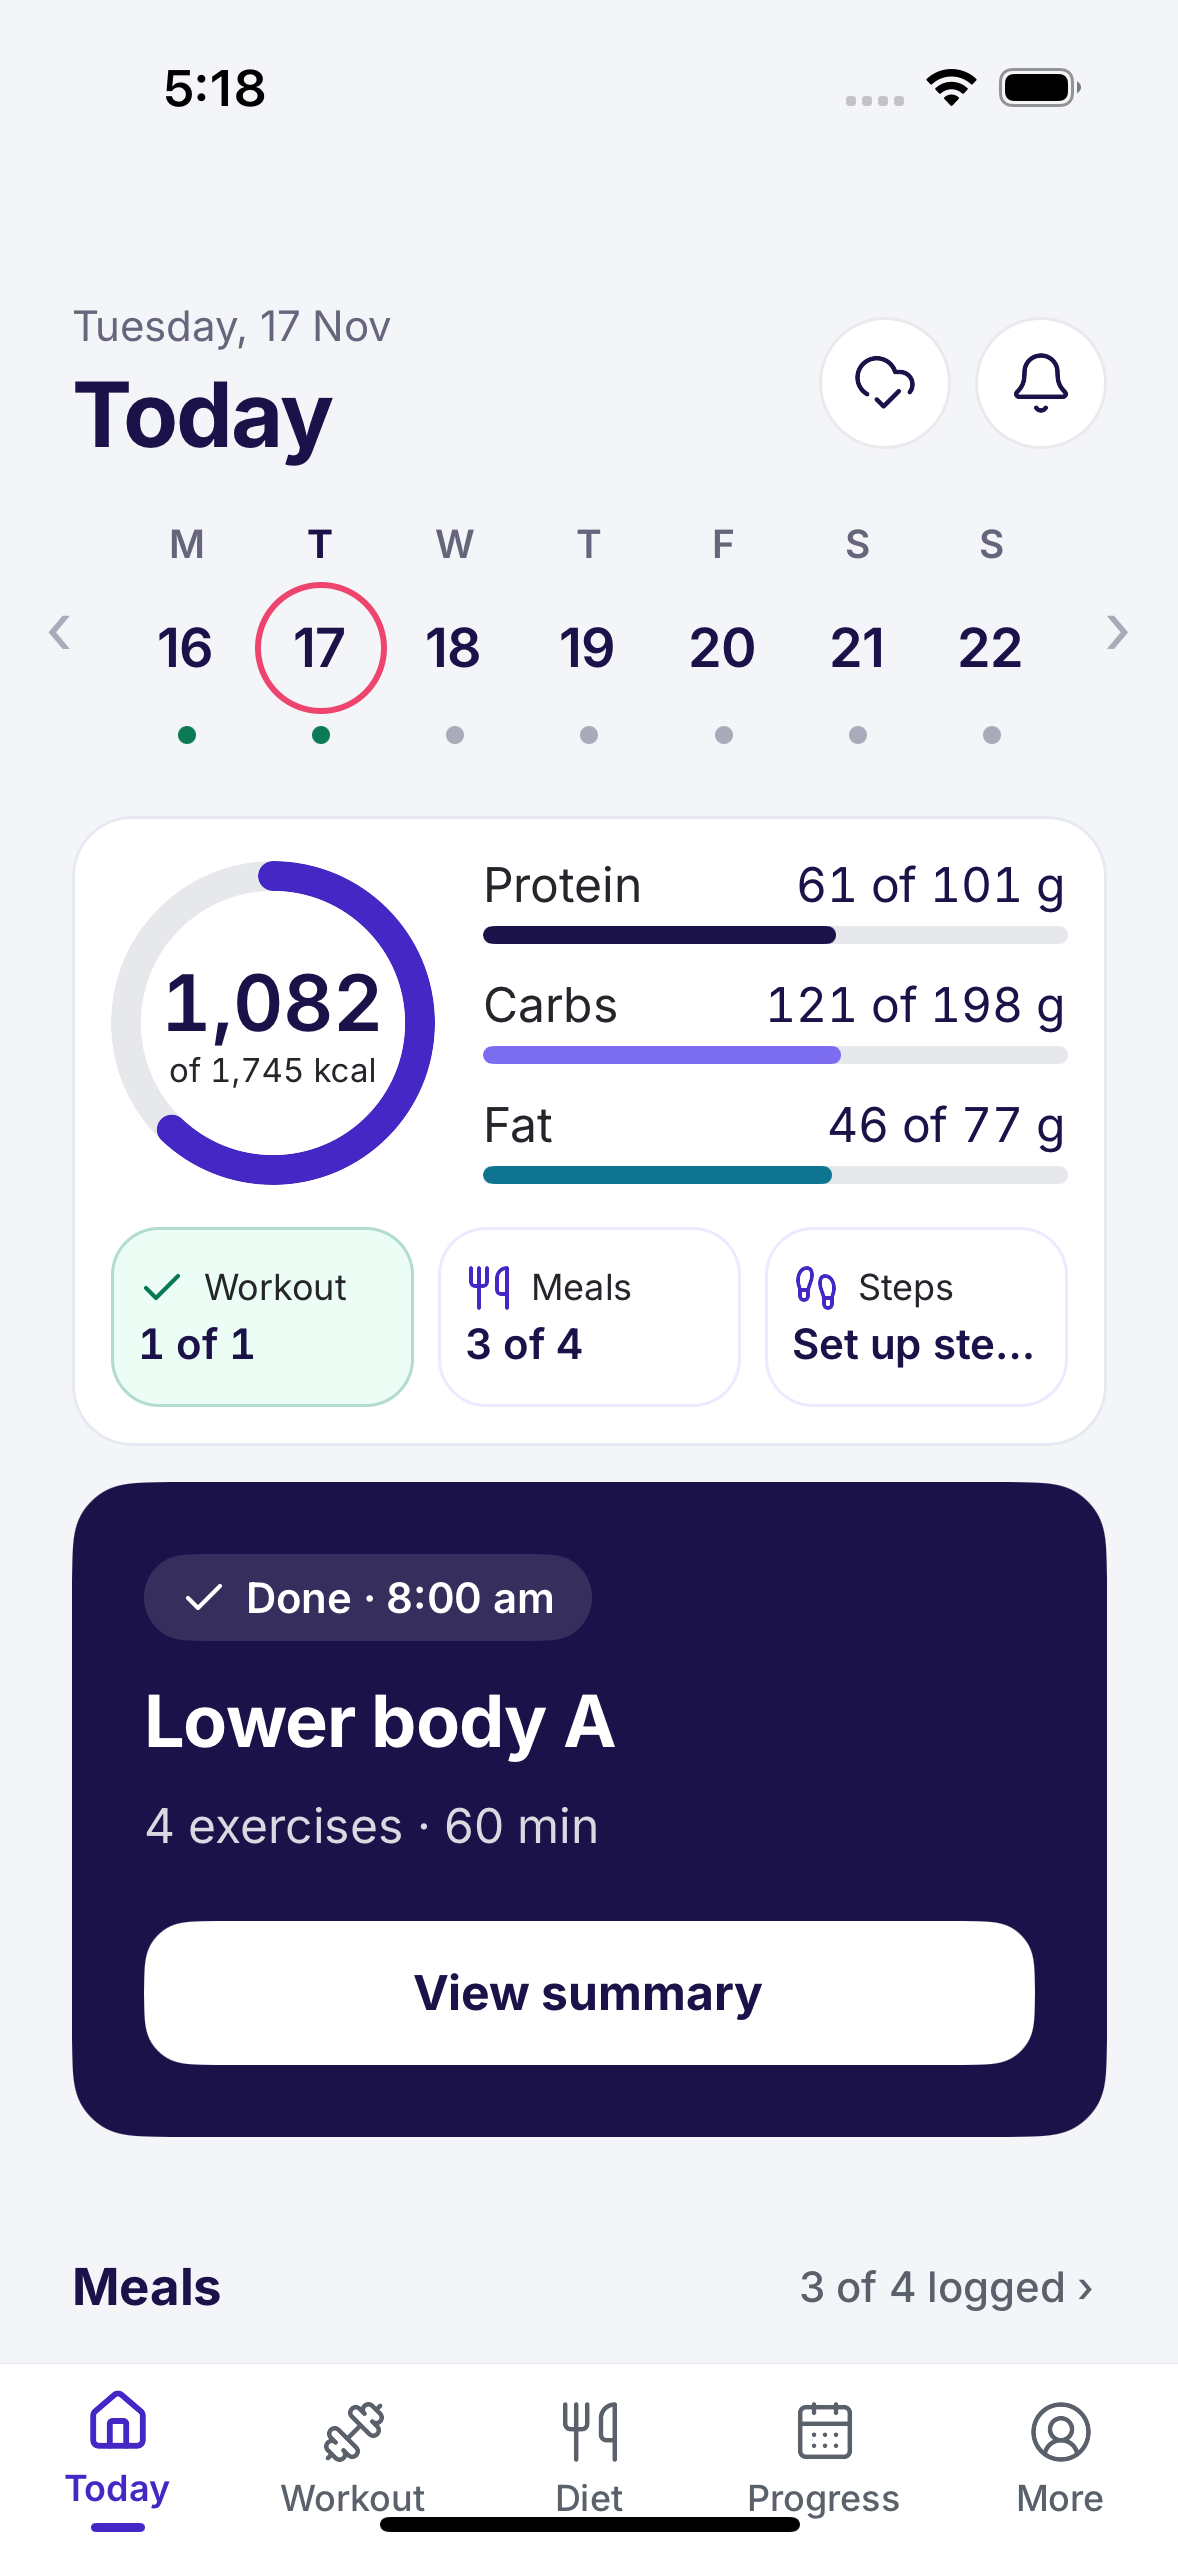 5:18
Tuesday, 17 Nov
Today
M T W T F S S
16 17 18 19 20 21 22
1,082
of 1,745 kcal
Protein 61 of 101 g
Carbs 121 of 198 g
Fat 46 of 77 g
Workout
1 of 1
Meals
3 of 4
Steps
Set up ste...
Done · 8:00 am
Lower body A
4 exercises · 60 min
View summary
Meals 3 of 4 logged ›
Today Workout Diet Progress More